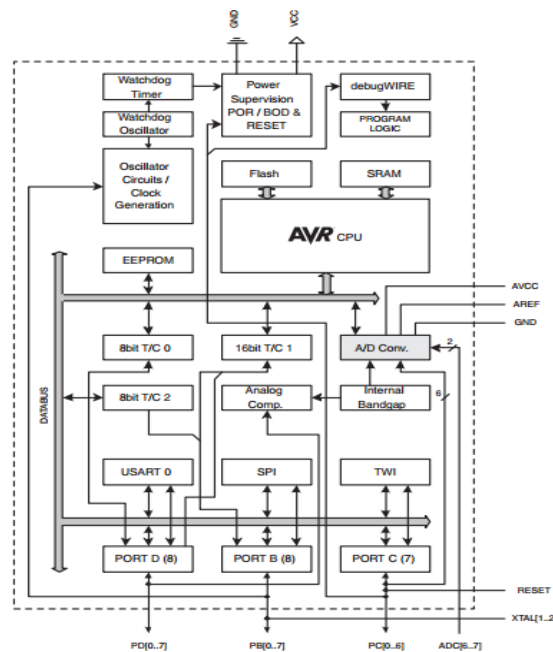 GND
VCC
Watchdog
Timer
Watchdog
Oscillator
Oscillator
Circuits /
Clock
Generation
Power
Supervision
POR / BOD &
RESET
debugWIRE
PROGRAM
LOGIC
Flash
SRAM
AVR CPU
EEPROM
AVCC
AREF
GND
8bit T/C 0
16bit T/C 1
A/D Conv.
2
DATABUS
8bit T/C 2
Analog
Comp.
Internal
Bandgap
6
USART 0
SPI
TWI
PORT D (8)
PORT B (8)
PORT C (7)
RESET
XTAL[1..2
PD[0..7]
PB[0..7]
PC[0..6]
ADC[6..7]